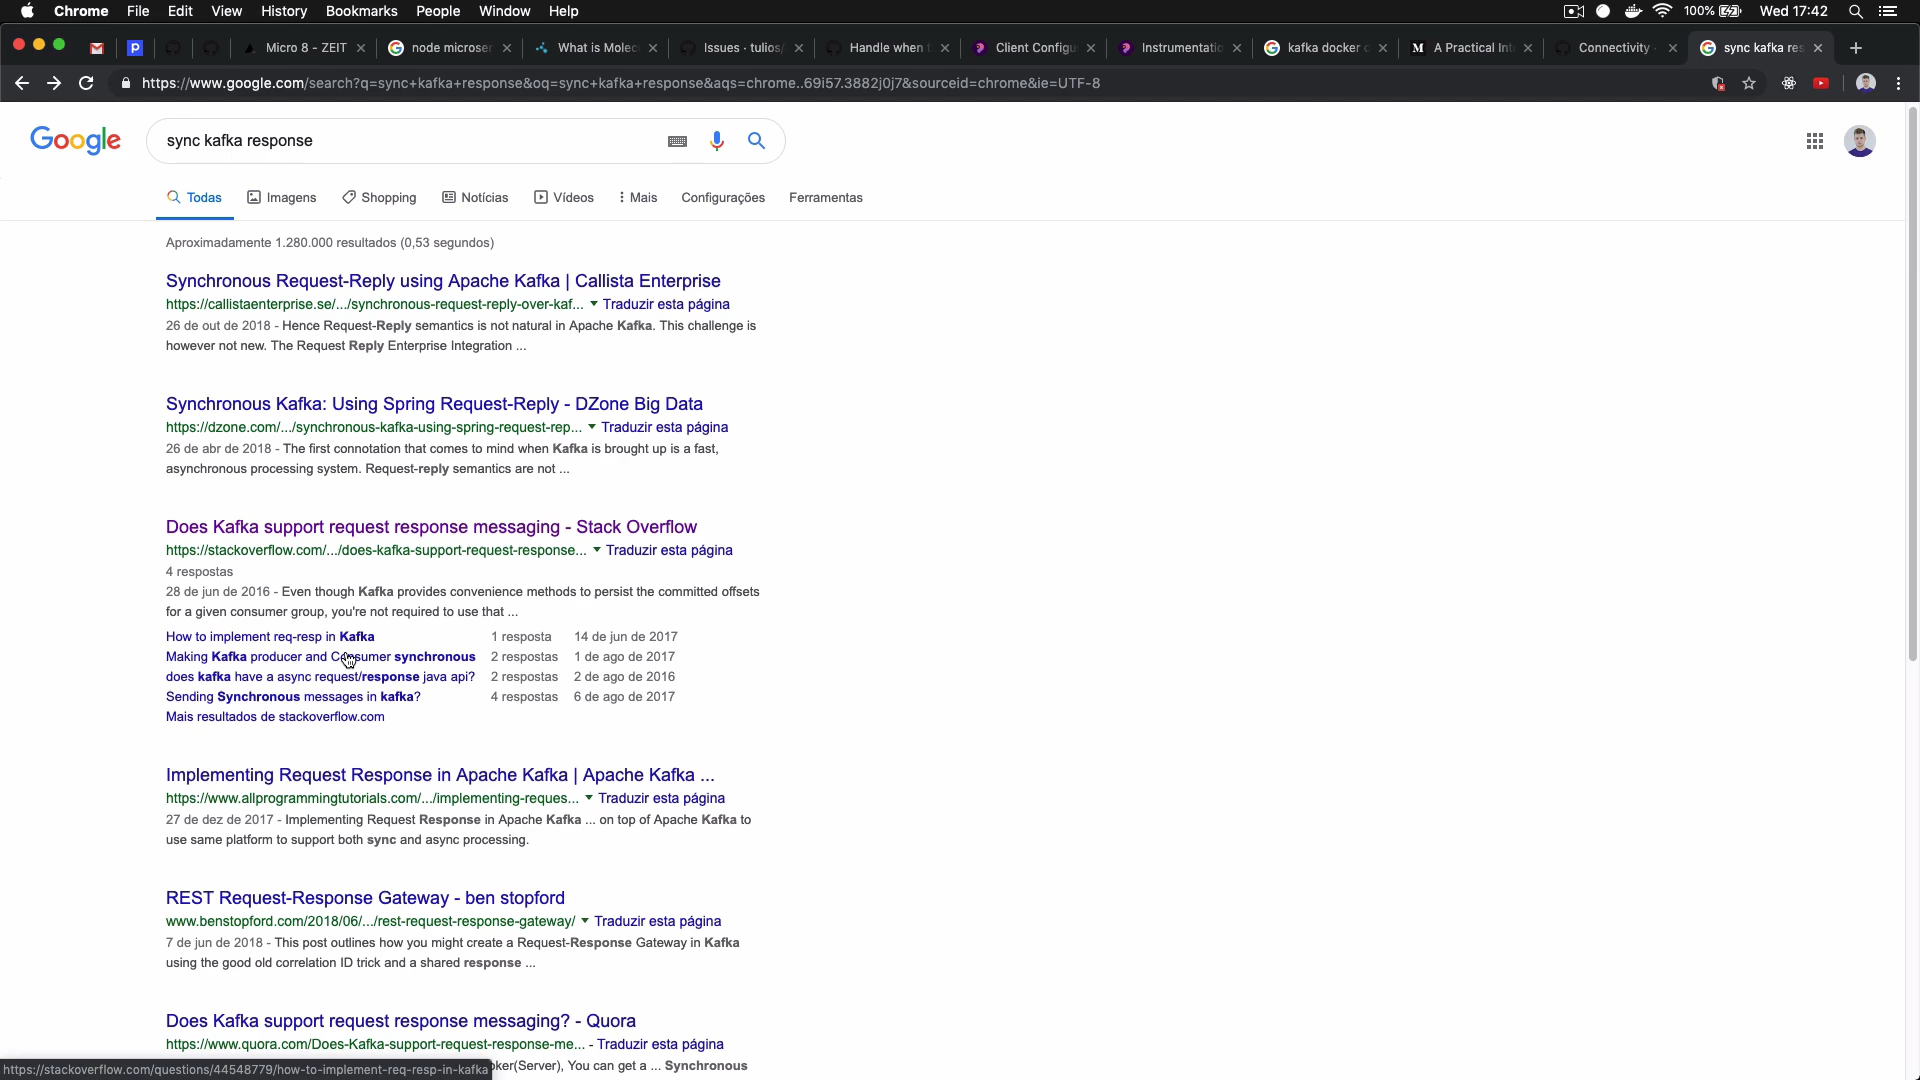 Chrome File Edit View History Bookmarks People Window Help 100% Wed 17:42
Micro 8 - ZEIT node microser What is Molec Issues · tulios/ Handle when Client Configu Instrumentatio kafka docker A Practical Int Connectivity sync kafka res
https://www.google.com/search?q=sync+kafka+response&oq=sync+kafka+response&aqs=chrome..69i57.3882j0j7&sourceid=chrome&ie=UTF-8
Google sync kafka response
Todas Imagens Shopping Notícias Vídeos Mais Configurações Ferramentas
Aproximadamente 1.280.000 resultados (0,53 segundos)
Synchronous Request-Reply using Apache Kafka | Callista Enterprise
https://callistaenterprise.se/.../synchronous-request-reply-over-kaf... Traduzir esta página
26 de out de 2018 - Hence Request-Reply semantics is not natural in Apache Kafka. This challenge is
however not new. The Request Reply Enterprise Integration ...
Synchronous Kafka: Using Spring Request-Reply - DZone Big Data
https://dzone.com/.../synchronous-kafka-using-spring-request-rep... Traduzir esta página
26 de abr de 2018 - The first connotation that comes to mind when Kafka is brought up is a fast,
asynchronous processing system. Request-reply semantics are not ...
Does Kafka support request response messaging - Stack Overflow
https://stackoverflow.com/.../does-kafka-support-request-response... Traduzir esta página
4 respostas
28 de jun de 2016 - Even though Kafka provides convenience methods to persist the committed offsets
for a given consumer group, you're not required to use that ...
How to implement req-resp in Kafka 1 resposta 14 de jun de 2017
Making Kafka producer and Consumer synchronous 2 respostas 1 de ago de 2017
does kafka have a async request/response java api? 2 respostas 2 de ago de 2016
Sending Synchronous messages in kafka? 4 respostas 6 de ago de 2017
Mais resultados de stackoverflow.com
Implementing Request Response in Apache Kafka | Apache Kafka ...
https://www.allprogrammingtutorials.com/.../implementing-reques... Traduzir esta página
27 de dez de 2017 - Implementing Request Response in Apache Kafka ... on top of Apache Kafka to
use same platform to support both sync and async processing.
REST Request-Response Gateway - ben stopford
www.benstopford.com/2018/06/.../rest-request-response-gateway/ Traduzir esta página
7 de jun de 2018 - This post outlines how you might create a Request-Response Gateway in Kafka
using the good old correlation ID trick and a shared response ...
Does Kafka support request response messaging? - Quora
https://www.quora.com/Does-Kafka-support-request-response-me... - Traduzir esta página
https://stackoverflow.com/questions/44548779/how-to-implement-req-resp-in-kafka oker(Server), You can get a ... Synchronous